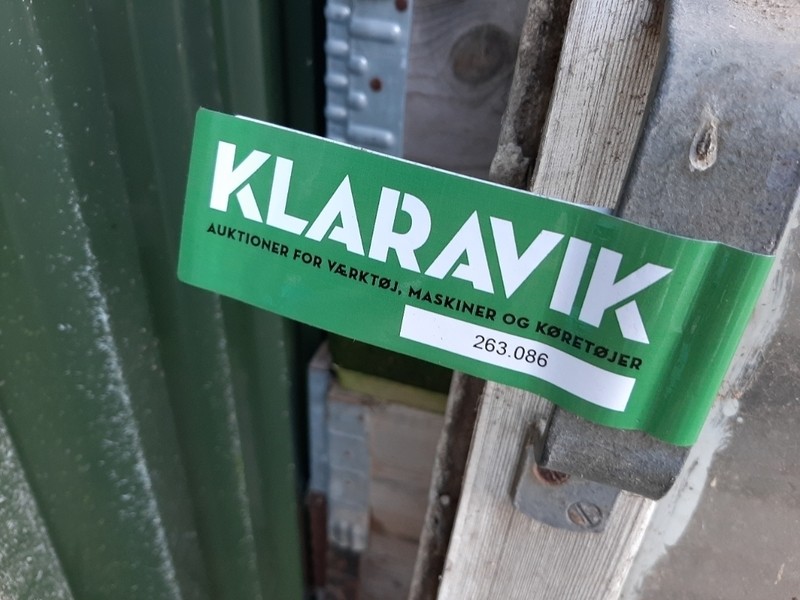 KLARAVIK
AUKTIONER FOR VÆRKTØJ, MASKINER OG KØRETØJER
263.086